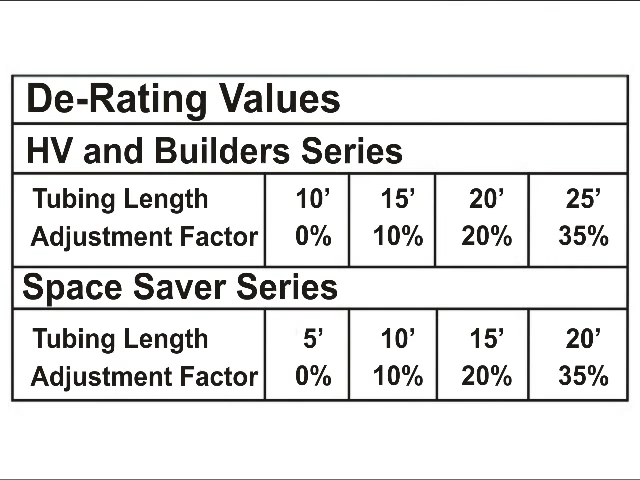 De-Rating Values
HV and Builders Series
Tubing Length 10’ 15’ 20’ 25’
Adjustment Factor 0% 10% 20% 35%
Space Saver Series
Tubing Length 5’ 10’ 15’ 20’
Adjustment Factor 0% 10% 20% 35%